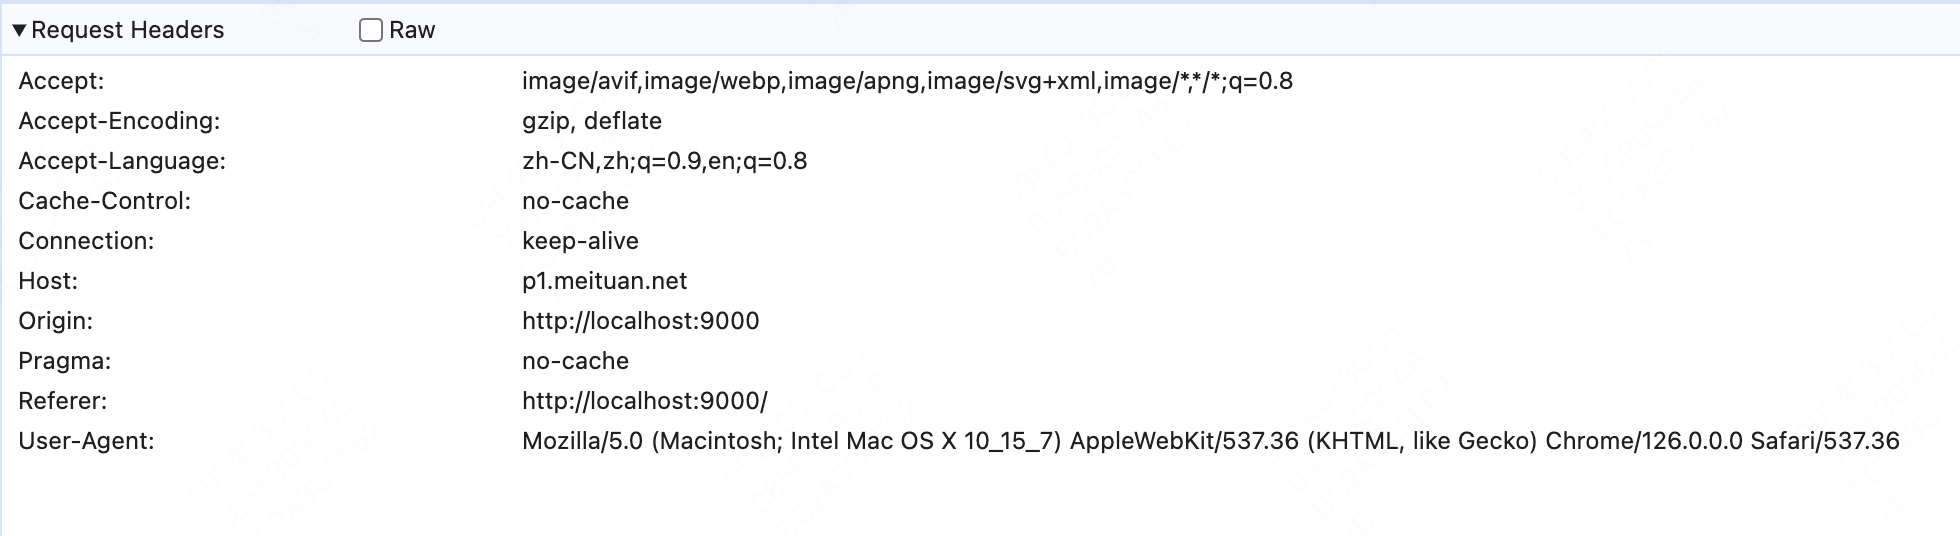 ▼Request Headers Raw
Accept: image/avif,image/webp,image/apng,image/svg+xml,image/*,*/*;q=0.8
Accept-Encoding: gzip, deflate
Accept-Language: zh-CN,zh;q=0.9,en;q=0.8
Cache-Control: no-cache
Connection: keep-alive
Host: p1.meituan.net
Origin: http://localhost:9000
Pragma: no-cache
Referer: http://localhost:9000/
User-Agent: Mozilla/5.0 (Macintosh; Intel Mac OS X 10_15_7) AppleWebKit/537.36 (KHTML, like Gecko) Chrome/126.0.0.0 Safari/537.36